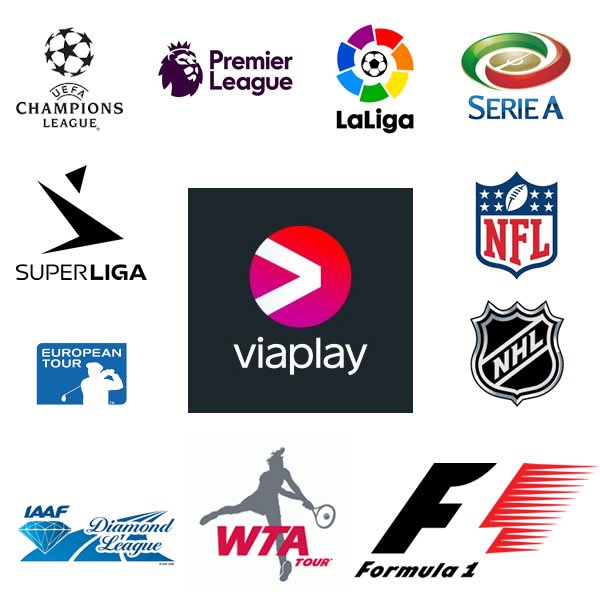 UEFA
CHAMPIONS
LEAGUE
Premier
League
LaLiga
SERIE A
SUPERLIGA
NFL
viaplay
EUROPEAN
TOUR
NHL
IAAF
Diamond
League
WTA
TOUR
F1
Formula 1